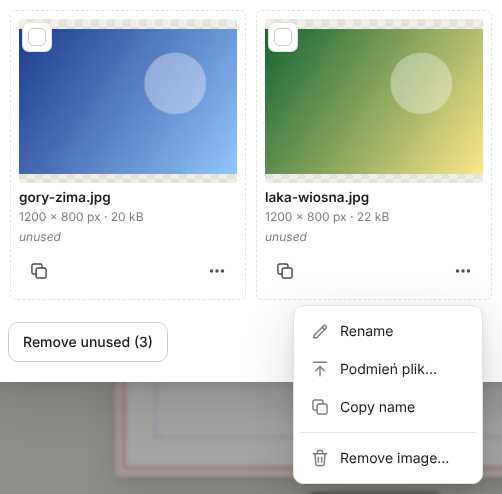 gory-zima.jpg
1200 × 800 px · 20 kB
unused
laka-wiosna.jpg
1200 × 800 px · 22 kB
unused
Remove unused (3)
Rename
Podmień plik...
Copy name
Remove image...